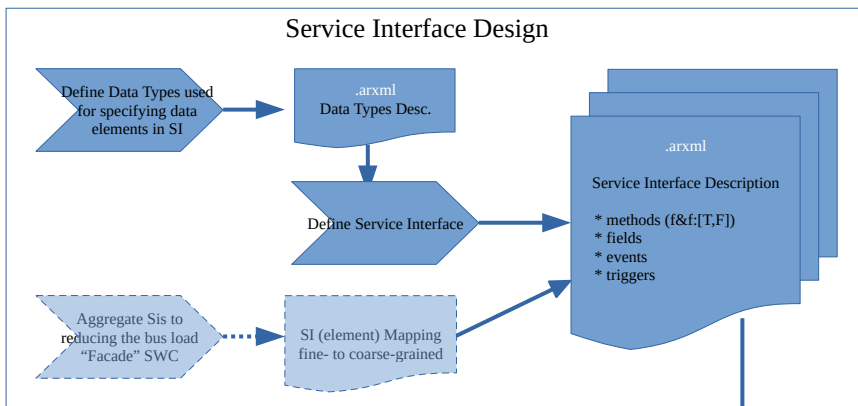 Service Interface Design
Define Data Types used
for specifying data
elements in SI
.arxml
Data Types Desc.
Define Service Interface
.arxml
Service Interface Description
* methods (f&f:[T,F])
* fields
* events
* triggers
Aggregate Sis to
reducing the bus load
“Facade” SWC
SI (element) Mapping
fine- to coarse-grained